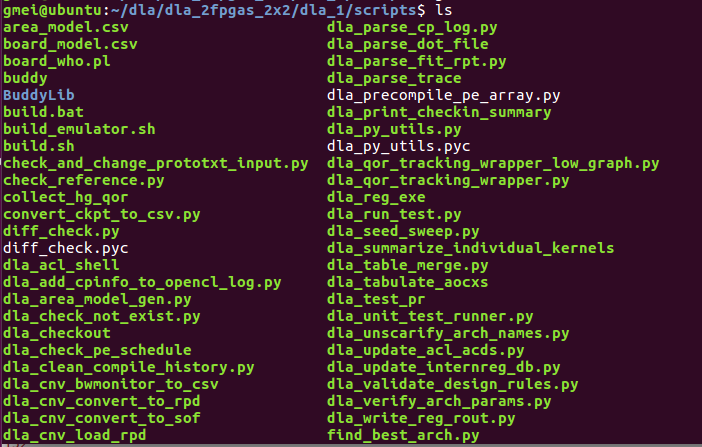 gmei@ubuntu:~/dla/dla_2fpgas_2x2/dla_1/scripts$ ls
area_model.csv dla_parse_cp_log.py
board_model.csv dla_parse_dot_file
board_who.pl dla_parse_fit_rpt.py
buddy dla_parse_trace
BuddyLib dla_precompile_pe_array.py
build.bat dla_print_checkin_summary
build_emulator.sh dla_py_utils.py
build.sh dla_py_utils.pyc
check_and_change_prototxt_input.py dla_qor_tracking_wrapper_low_graph.py
check_reference.py dla_qor_tracking_wrapper.py
collect_hg_qor dla_reg_exe
convert_ckpt_to_csv.py dla_run_test.py
diff_check.py dla_seed_sweep.py
diff_check.pyc dla_summarize_individual_kernels
dla_acl_shell dla_table_merge.py
dla_add_cpinfo_to_opencl_log.py dla_tabulate_aocxs
dla_area_model_gen.py dla_test_pr
dla_check_not_exist.py dla_unit_test_runner.py
dla_checkout dla_unscarify_arch_names.py
dla_check_pe_schedule dla_update_acl_acds.py
dla_clean_compile_history.py dla_update_internreg_db.py
dla_cnv_bwmonitor_to_csv dla_validate_design_rules.py
dla_cnv_convert_to_rpd dla_verify_arch_params.py
dla_cnv_convert_to_sof dla_write_reg_rout.py
dla_cnv_load_rpd find_best_arch.py